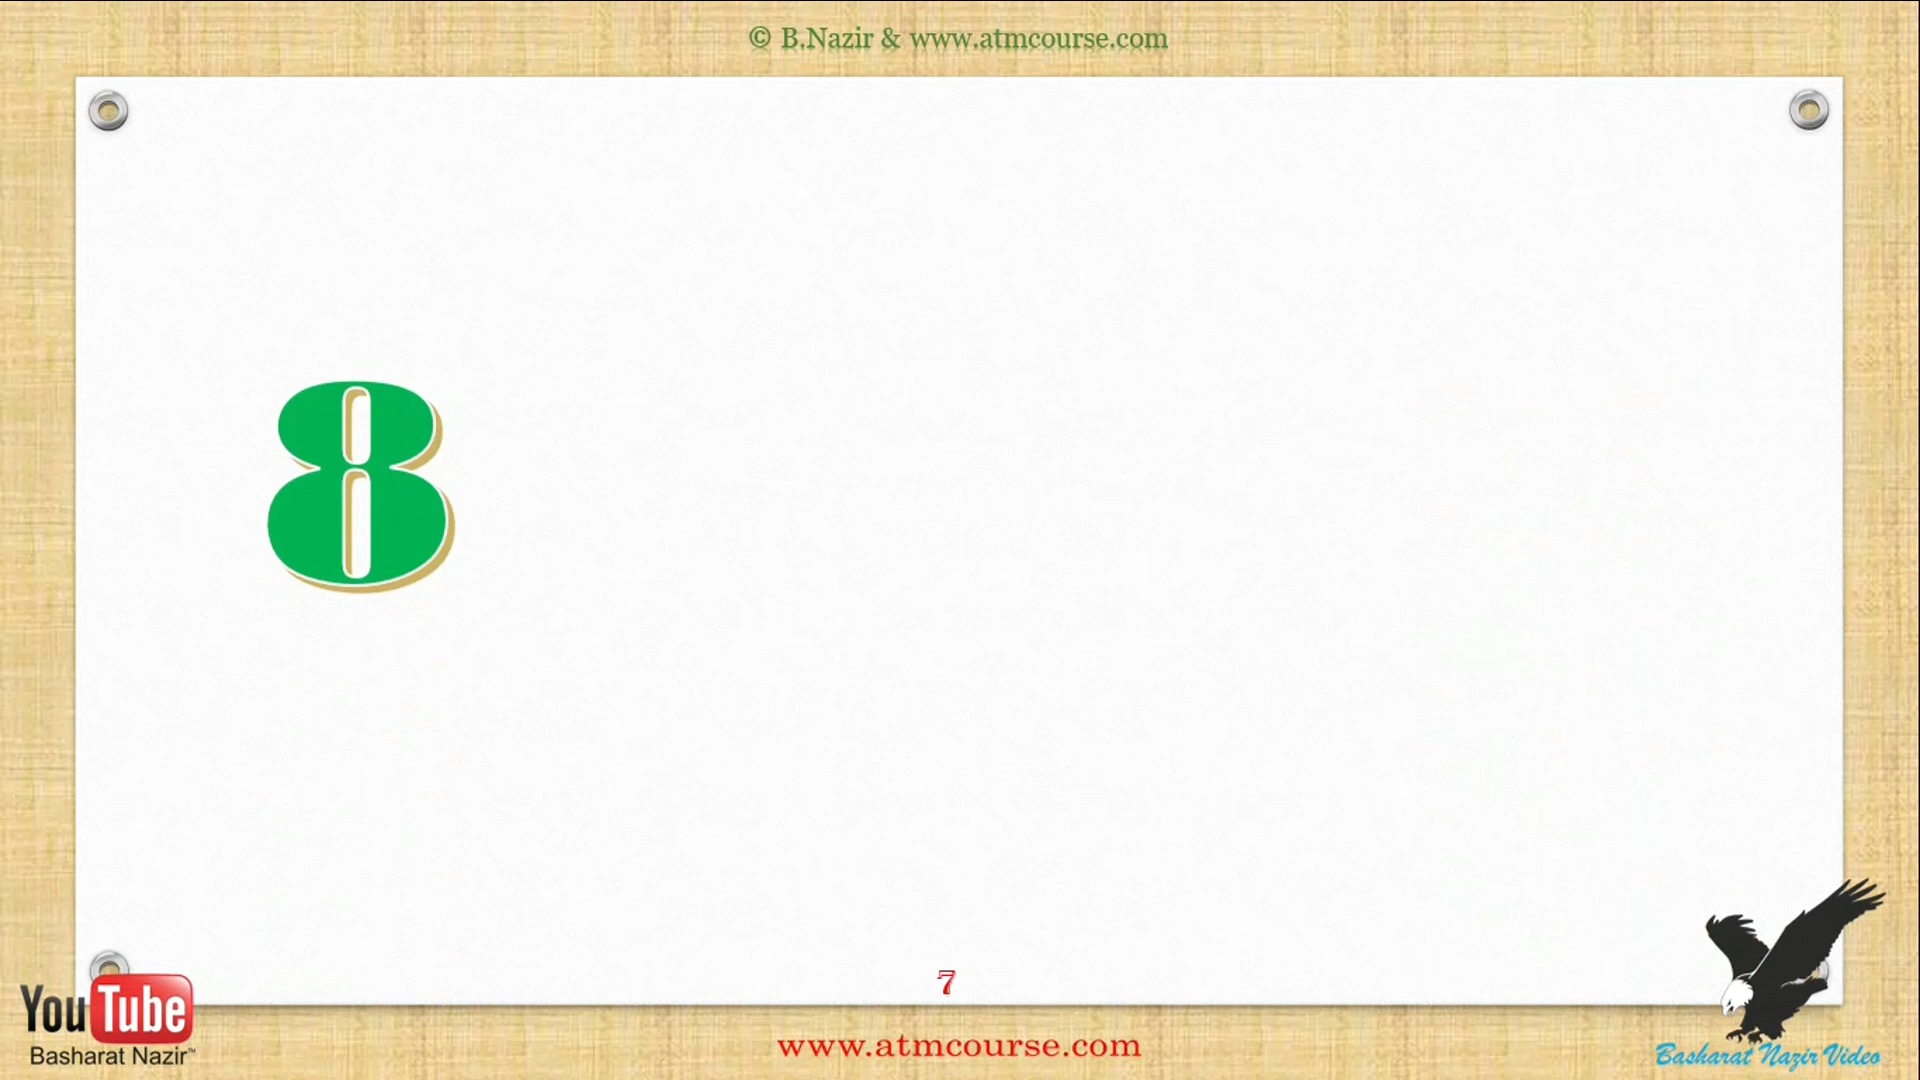 © B.Nazir & www.atmcourse.com
8
7
YouTube
Basharat Nazir™
www.atmcourse.com
Basharat Nazir Video